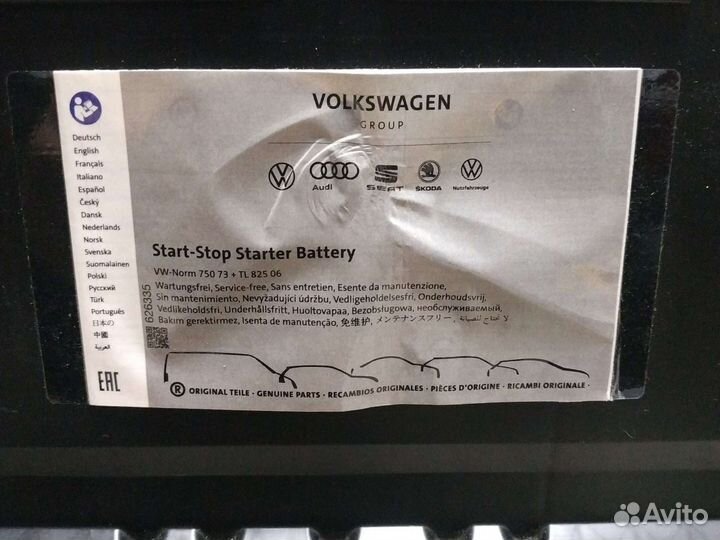 VOLKSWAGEN
GROUP
Audi
SEAT
ŠKODA
Nutzfahrzeuge
Deutsch
English
Français
Italiano
Español
Český
Dansk
Nederlands
Norsk
Svenska
Suomalainen
Polski
Русский
Türk
Português
日本の
中國
العربية
EAC
626335
Start-Stop Starter Battery
VW-Norm 750 73 + TL 825 06
Wartungsfrei, Service-free, Sans entretien, Esente da manutenzione,
Sin mantenimiento, Nevyžadující údržbu, Vedligeholdelsesfri, Onderhoudsvrij,
Vedlikeholdsfri, Underhållsfritt, Huoltovapaa, Bezobsługowa, необслуживаемый,
Bakım gerektirmez, Isenta de manutenção, 免维护, メンテナンスフリー, لا تحتاج للصيانة
® ORIGINAL TEILE · GENUINE PARTS · RECAMBIOS ORIGINALES · PIÈCES D'ORIGINE · RICAMBI ORIGINALE ·
Avito